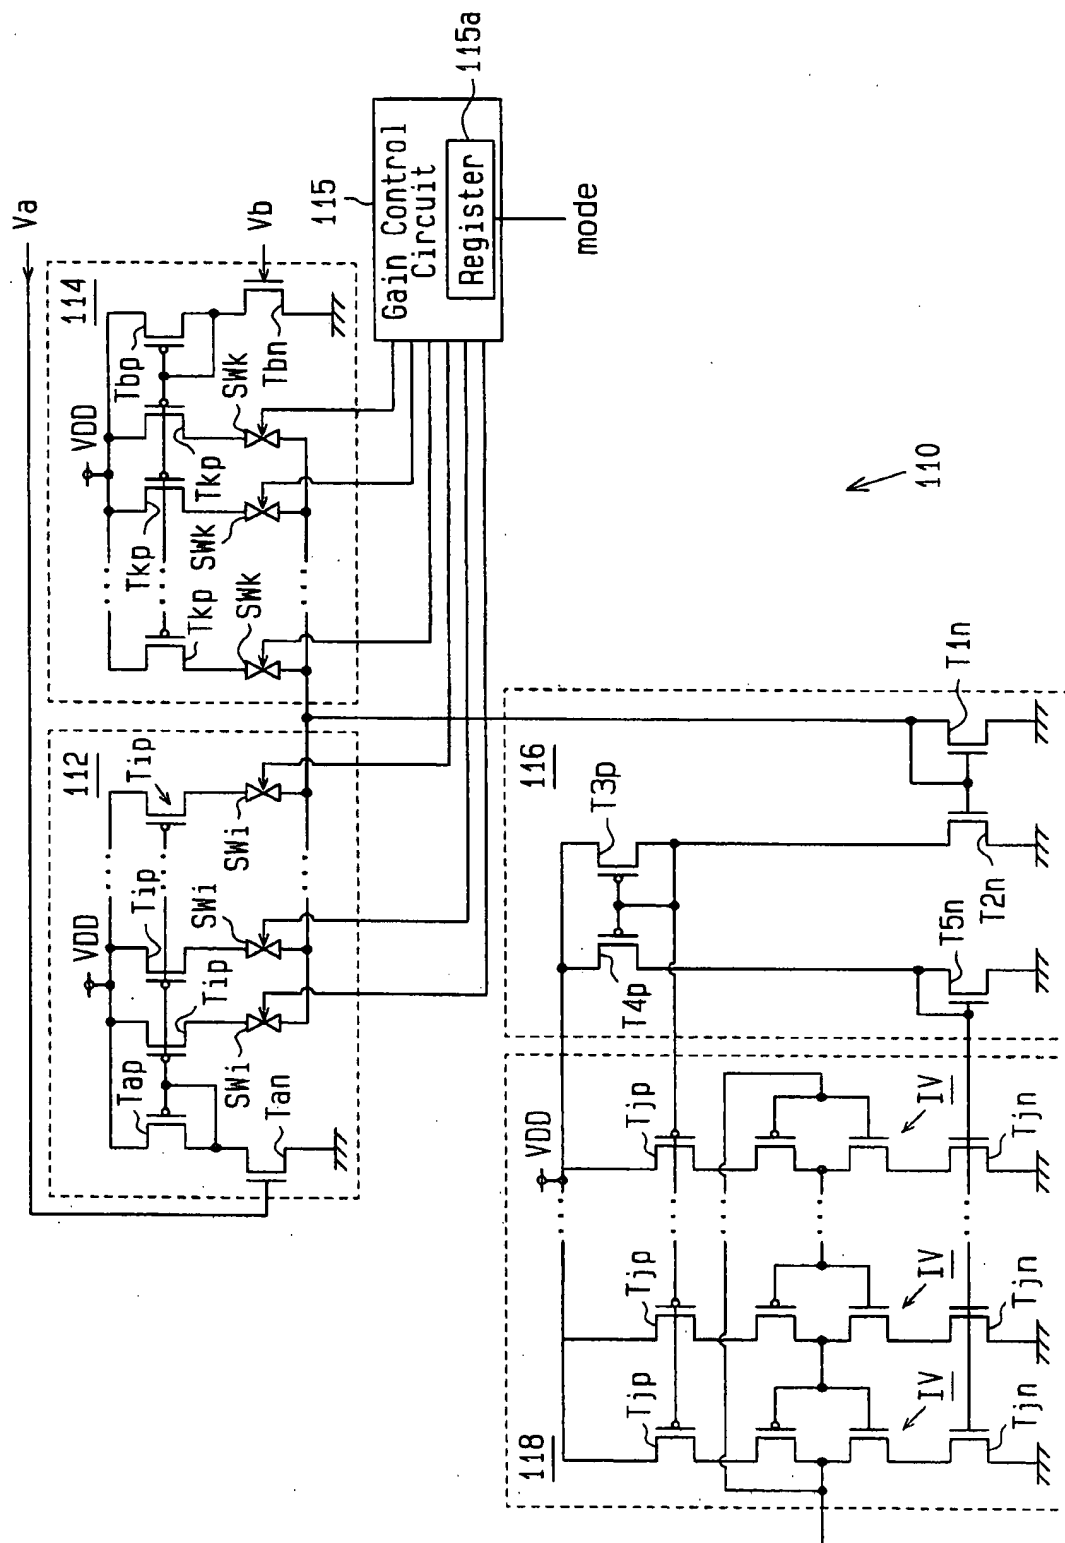 Va
112
VDD
Tap
Tip
Tip
Tip
Tan
SWi
SWi
SWi
114
VDD
Tkp
Tkp
Tkp
Tbp
Tbn
Vb
SWk
SWk
SWk
115
Gain Control
Circuit
Register
115a
mode
110
118
VDD
Tjp
Tjp
Tjp
IV
IV
IV
Tjn
Tjn
Tjn
116
T4p
T3p
T5n
T2n
T1n